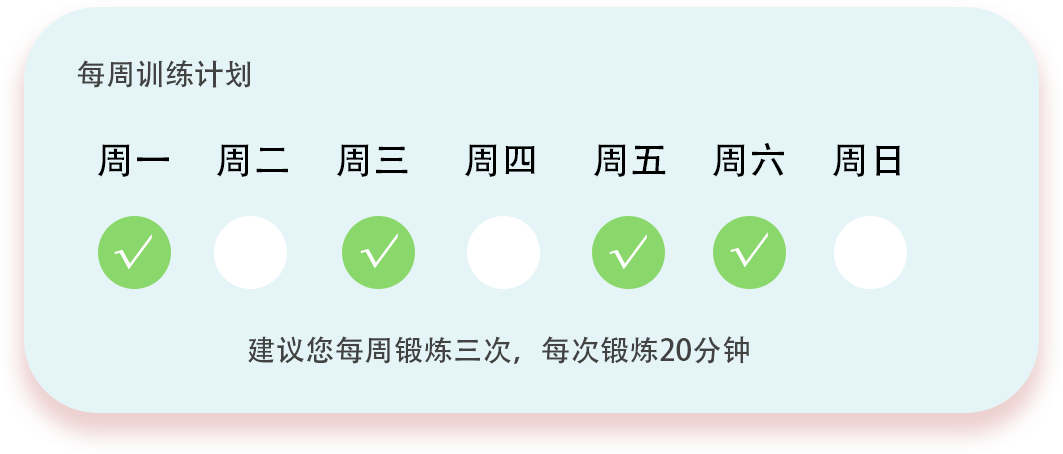 每周训练计划
周一 周二 周三 周四 周五 周六 周日
√ √ √ √
建议您每周锻炼三次，每次锻炼20分钟